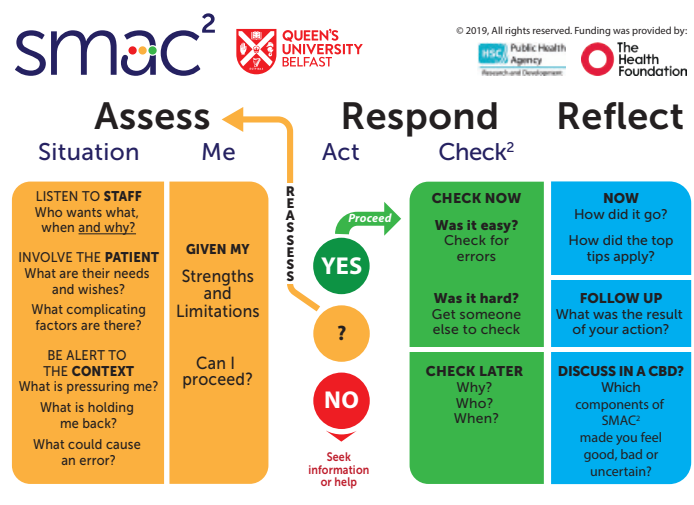 smac²
QUEEN'S
UNIVERSITY
BELFAST
© 2019, All rights reserved. Funding was provided by:
HSC Public Health
Agency
Research and Development
The
Health
Foundation
Assess
Respond
Reflect
Situation
Me
Act
Check²
LISTEN TO STAFF
Who wants what,
when and why?
INVOLVE THE PATIENT
What are their needs
and wishes?
What complicating
factors are there?
BE ALERT TO
THE CONTEXT
What is pressuring me?
What is holding
me back?
What could cause
an error?
GIVEN MY
Strengths
and
Limitations
Can I
proceed?
REASSESS
Proceed
YES
?
NO
Seek
information
or help
CHECK NOW
Was it easy?
Check for
errors
Was it hard?
Get someone
else to check
CHECK LATER
Why?
Who?
When?
NOW
How did it go?
How did the top
tips apply?
FOLLOW UP
What was the result
of your action?
DISCUSS IN A CBD?
Which
components of
SMAC²
made you feel
good, bad or
uncertain?